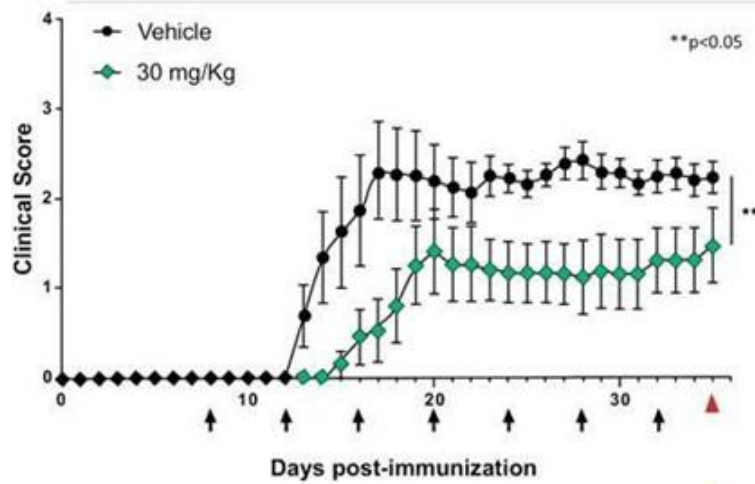 4
Vehicle
**p<0.05
30 mg/Kg
3
Clinical Score
2
**
1
0
0 10 20 30
Days post-immunization